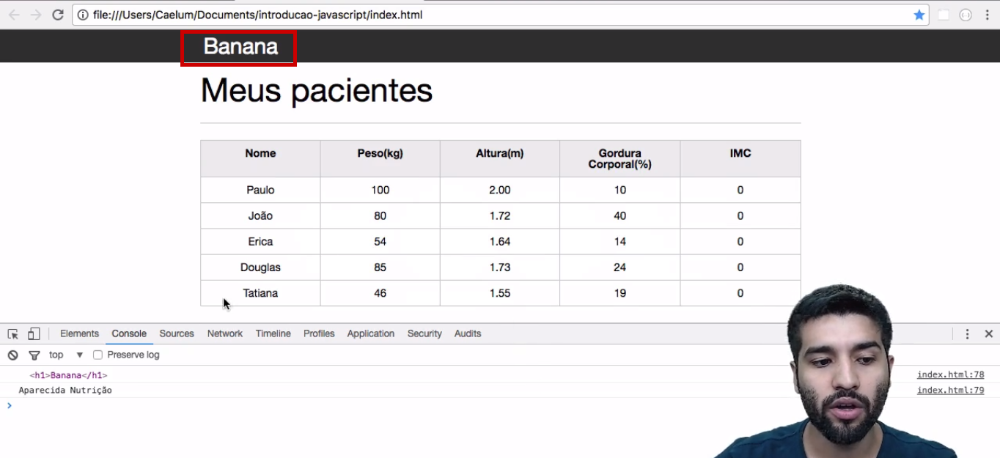 file:///Users/Caelum/Documents/introducao-javascript/index.html
Banana
Meus pacientes
Nome Peso(kg) Altura(m) Gordura Corporal(%) IMC
Paulo 100 2.00 10 0
João 80 1.72 40 0
Erica 54 1.64 14 0
Douglas 85 1.73 24 0
Tatiana 46 1.55 19 0
Elements Console Sources Network Timeline Profiles Application Security Audits
top Preserve log
<h1>Banana</h1> index.html:78
Aparecida Nutrição index.html:79